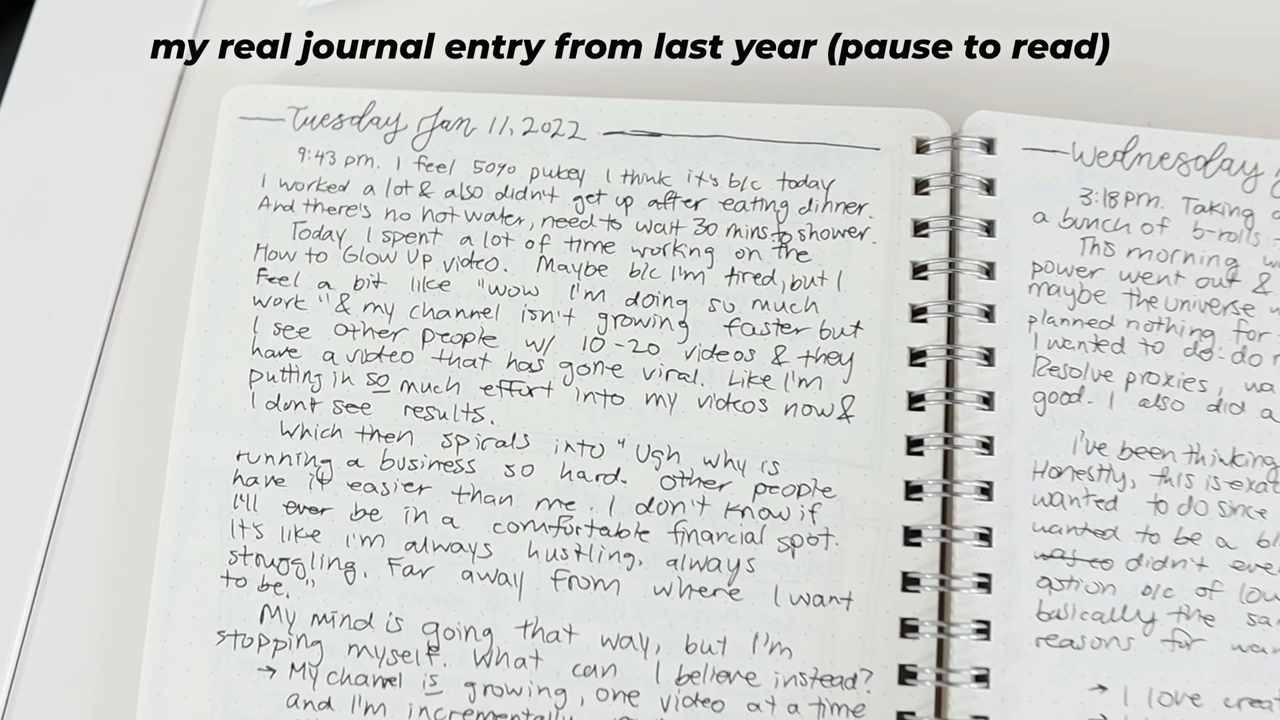 my real journal entry from last year (pause to read)
Tuesday Jan 11, 2022
9:43 pm. I feel 50% pukey I think it's b/c today
I worked a lot & also didn't get up after eating dinner.
And there's no hot water, need to wait 30 mins to shower.
Today I spent a lot of time working on the
How to Glow Up video. Maybe b/c I'm tired, but I
feel a bit like "wow I'm doing so much
work" & my channel isn't growing faster but
I see other people w/ 10-20 videos & they
have a video that has gone viral. Like I'm
putting in so much effort into my videos now &
I dont see results.
Which then spirals into "Ugh why is
running a business so hard. Other people
have it easier than me. I don't know if
I'll ever be in a comfortable financial spot.
It's like I'm always hustling, always
struggling. Far away from where I want
to be."
My mind is going that way, but I'm
stopping myself. What can I believe instead?
→ My channel is growing, one video at a time
and I'm incrementally
Wednesday
3:18 pm. Taking
a bunch of b-rolls
This morning
power went out &
maybe the universe
planned nothing for
I wanted to do: do
Resolve proxies,
good. I also did a
I've been thinking
Honestly, this is
wanted to do since
wanted to be a
didn't
action b/c of
basically the
reasons for
→ I love